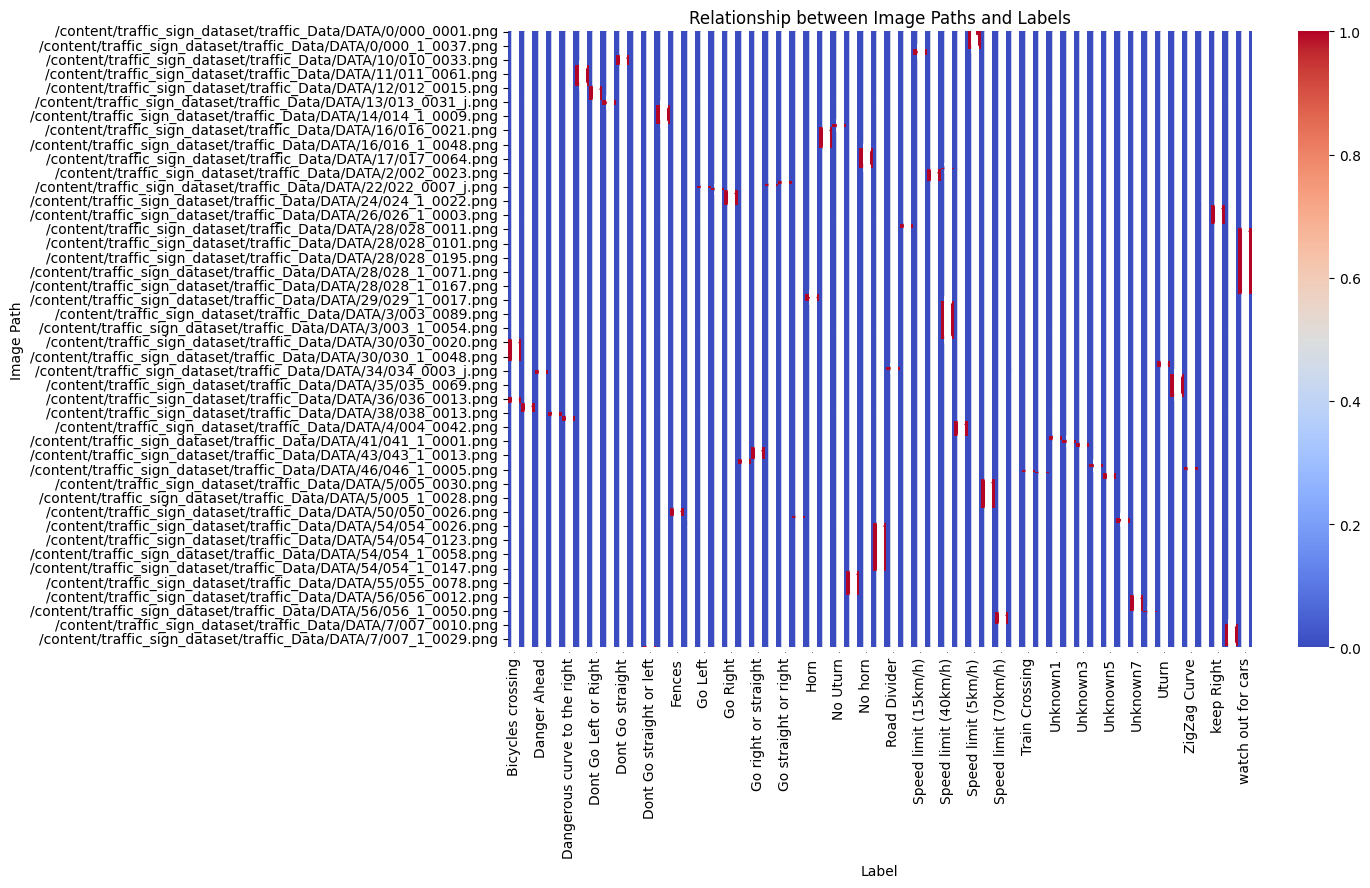 Relationship between Image Paths and Labels
/content/traffic_sign_dataset/traffic_Data/DATA/0/000_0001.png
/content/traffic_sign_dataset/traffic_Data/DATA/0/000_1_0037.png
/content/traffic_sign_dataset/traffic_Data/DATA/10/010_0033.png
/content/traffic_sign_dataset/traffic_Data/DATA/11/011_0061.png
/content/traffic_sign_dataset/traffic_Data/DATA/12/012_0015.png
/content/traffic_sign_dataset/traffic_Data/DATA/13/013_0031_j.png
/content/traffic_sign_dataset/traffic_Data/DATA/14/014_1_0009.png
/content/traffic_sign_dataset/traffic_Data/DATA/16/016_0021.png
/content/traffic_sign_dataset/traffic_Data/DATA/16/016_1_0048.png
/content/traffic_sign_dataset/traffic_Data/DATA/17/017_0064.png
/content/traffic_sign_dataset/traffic_Data/DATA/2/002_0023.png
/content/traffic_sign_dataset/traffic_Data/DATA/22/022_0007_j.png
/content/traffic_sign_dataset/traffic_Data/DATA/24/024_1_0022.png
/content/traffic_sign_dataset/traffic_Data/DATA/26/026_1_0003.png
/content/traffic_sign_dataset/traffic_Data/DATA/28/028_0011.png
/content/traffic_sign_dataset/traffic_Data/DATA/28/028_0101.png
/content/traffic_sign_dataset/traffic_Data/DATA/28/028_0195.png
/content/traffic_sign_dataset/traffic_Data/DATA/28/028_1_0071.png
/content/traffic_sign_dataset/traffic_Data/DATA/28/028_1_0167.png
/content/traffic_sign_dataset/traffic_Data/DATA/29/029_1_0017.png
/content/traffic_sign_dataset/traffic_Data/DATA/3/003_0089.png
/content/traffic_sign_dataset/traffic_Data/DATA/3/003_1_0054.png
/content/traffic_sign_dataset/traffic_Data/DATA/30/030_0020.png
/content/traffic_sign_dataset/traffic_Data/DATA/30/030_1_0048.png
/content/traffic_sign_dataset/traffic_Data/DATA/34/034_0003_j.png
/content/traffic_sign_dataset/traffic_Data/DATA/35/035_0069.png
/content/traffic_sign_dataset/traffic_Data/DATA/36/036_0013.png
/content/traffic_sign_dataset/traffic_Data/DATA/38/038_0013.png
/content/traffic_sign_dataset/traffic_Data/DATA/4/004_0042.png
/content/traffic_sign_dataset/traffic_Data/DATA/41/041_1_0001.png
/content/traffic_sign_dataset/traffic_Data/DATA/43/043_1_0013.png
/content/traffic_sign_dataset/traffic_Data/DATA/46/046_1_0005.png
/content/traffic_sign_dataset/traffic_Data/DATA/5/005_0030.png
/content/traffic_sign_dataset/traffic_Data/DATA/5/005_1_0028.png
/content/traffic_sign_dataset/traffic_Data/DATA/50/050_0026.png
/content/traffic_sign_dataset/traffic_Data/DATA/54/054_0026.png
/content/traffic_sign_dataset/traffic_Data/DATA/54/054_0123.png
/content/traffic_sign_dataset/traffic_Data/DATA/54/054_1_0058.png
/content/traffic_sign_dataset/traffic_Data/DATA/54/054_1_0147.png
/content/traffic_sign_dataset/traffic_Data/DATA/55/055_0078.png
/content/traffic_sign_dataset/traffic_Data/DATA/56/056_0012.png
/content/traffic_sign_dataset/traffic_Data/DATA/56/056_1_0050.png
/content/traffic_sign_dataset/traffic_Data/DATA/7/007_0010.png
/content/traffic_sign_dataset/traffic_Data/DATA/7/007_1_0029.png
Image Path
Bicycles crossing
Danger Ahead
Dangerous curve to the right
Dont Go Left or Right
Dont Go straight
Dont Go straight or left
Fences
Go Left
Go Right
Go right or straight
Go straight or right
Horn
No Uturn
No horn
Road Divider
Speed limit (15km/h)
Speed limit (40km/h)
Speed limit (5km/h)
Speed limit (70km/h)
Train Crossing
Unknown1
Unknown3
Unknown5
Unknown7
Uturn
ZigZag Curve
keep Right
watch out for cars
Label
1.0
0.8
0.6
0.4
0.2
0.0